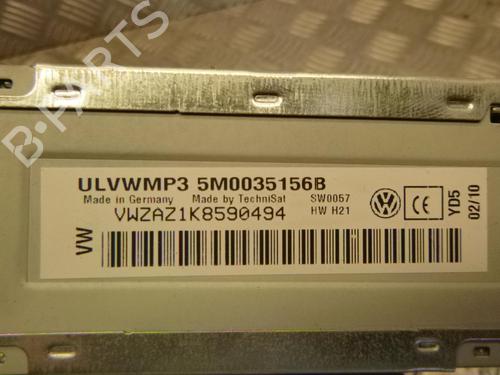 B-PARTS
ULVWMP3 5M0035156B
Made in Germany Made by TechniSat SW0057
VWZAZ1K8590494 HW H21
VW
CE
YD5
02/10